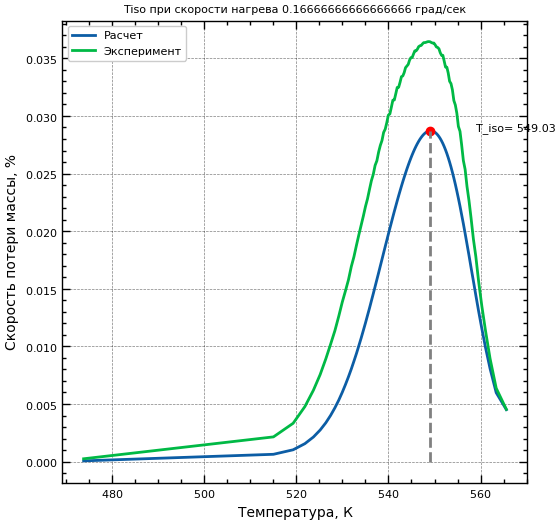 Tiso при скорости нагрева 0.16666666666666666 град/сек
Расчет
Эксперимент
T_iso= 549.03
0.035
0.030
0.025
0.020
0.015
0.010
0.005
0.000
Скорость потери массы, %
480
500
520
540
560
Температура, К